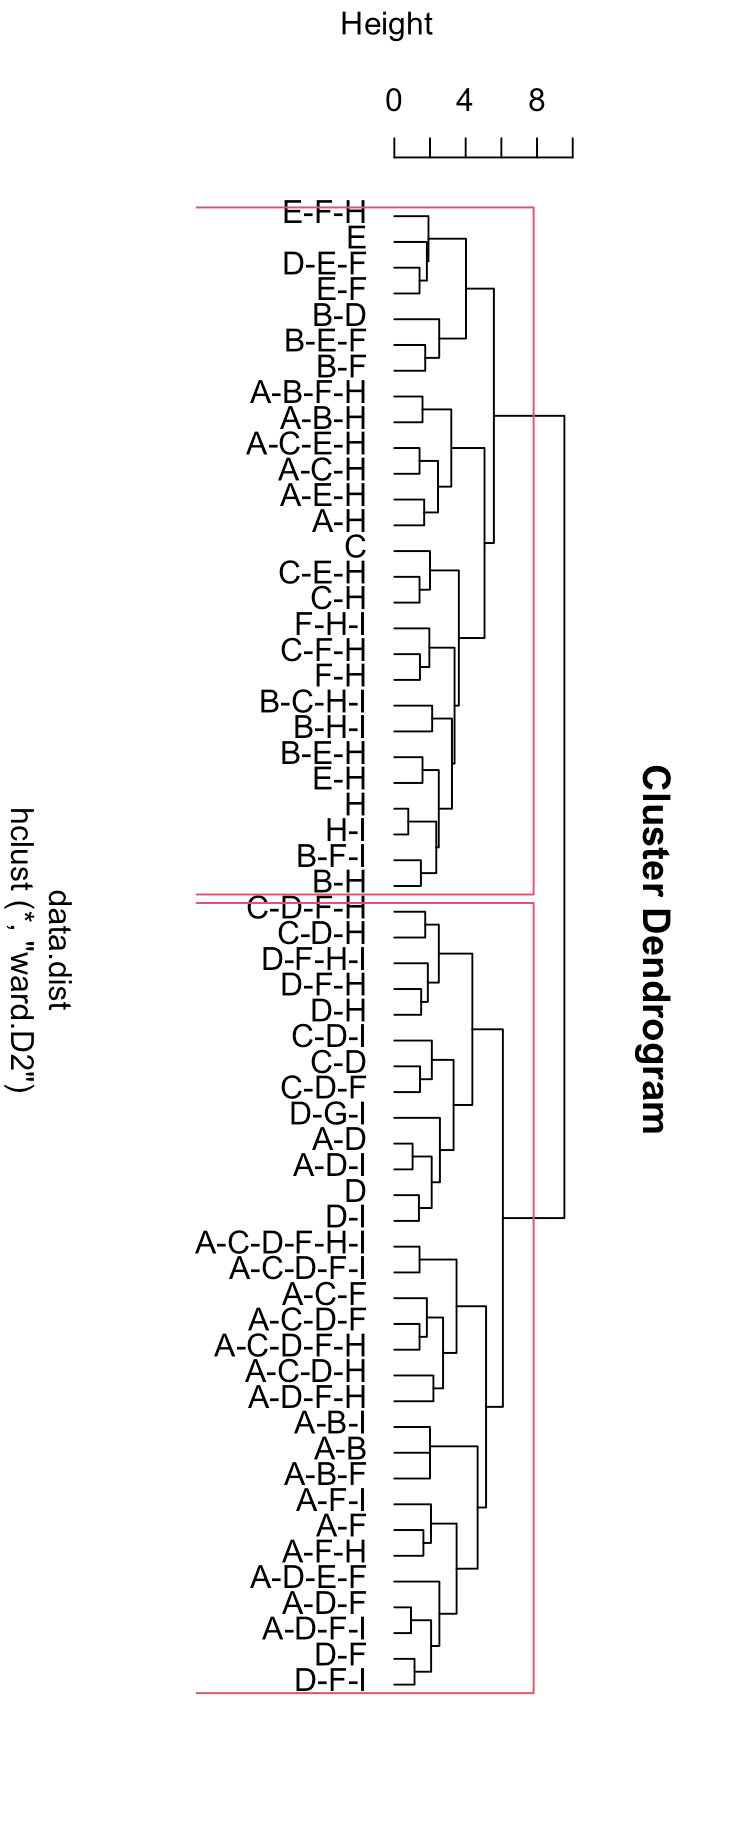 Height
0 4 8
E-F-H
E
D-E-F
E-F
B-D
B-E-F
B-F
A-B-F-H
A-B-H
A-C-E-H
A-C-H
A-E-H
A-H
C
C-E-H
C-H
F-H-I
C-F-H
F-H
B-C-H-I
B-H-I
B-E-H
E-H
H
H-I
B-F-I
B-H
C-D-F-H
C-D-H
D-F-H-I
D-F-H
D-H
C-D-I
C-D
C-D-F
D-G-I
A-D
A-D-I
D
D-I
A-C-D-F-H-I
A-C-D-F-I
A-C-F
A-C-D-F
A-C-D-F-H
A-C-D-H
A-D-F-H
A-B-I
A-B
A-B-F
A-F-I
A-F
A-F-H
A-D-E-F
A-D-F
A-D-F-I
D-F
D-F-I
Cluster Dendrogram
data.dist
hclust (*, "ward.D2")